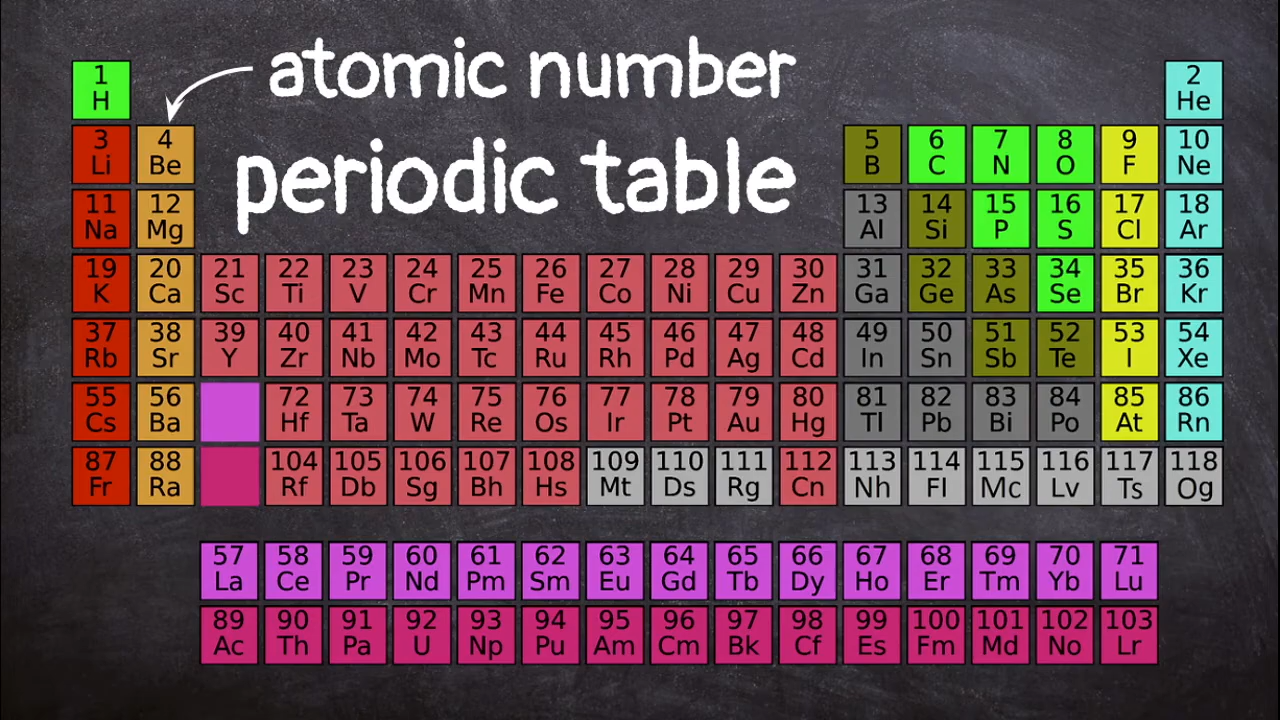 atomic number
periodic table
1 H
2 He
3 Li
4 Be
5 B
6 C
7 N
8 O
9 F
10 Ne
11 Na
12 Mg
13 Al
14 Si
15 P
16 S
17 Cl
18 Ar
19 K
20 Ca
21 Sc
22 Ti
23 V
24 Cr
25 Mn
26 Fe
27 Co
28 Ni
29 Cu
30 Zn
31 Ga
32 Ge
33 As
34 Se
35 Br
36 Kr
37 Rb
38 Sr
39 Y
40 Zr
41 Nb
42 Mo
43 Tc
44 Ru
45 Rh
46 Pd
47 Ag
48 Cd
49 In
50 Sn
51 Sb
52 Te
53 I
54 Xe
55 Cs
56 Ba
72 Hf
73 Ta
74 W
75 Re
76 Os
77 Ir
78 Pt
79 Au
80 Hg
81 Tl
82 Pb
83 Bi
84 Po
85 At
86 Rn
87 Fr
88 Ra
104 Rf
105 Db
106 Sg
107 Bh
108 Hs
109 Mt
110 Ds
111 Rg
112 Cn
113 Nh
114 Fl
115 Mc
116 Lv
117 Ts
118 Og
57 La
58 Ce
59 Pr
60 Nd
61 Pm
62 Sm
63 Eu
64 Gd
65 Tb
66 Dy
67 Ho
68 Er
69 Tm
70 Yb
71 Lu
89 Ac
90 Th
91 Pa
92 U
93 Np
94 Pu
95 Am
96 Cm
97 Bk
98 Cf
99 Es
100 Fm
101 Md
102 No
103 Lr